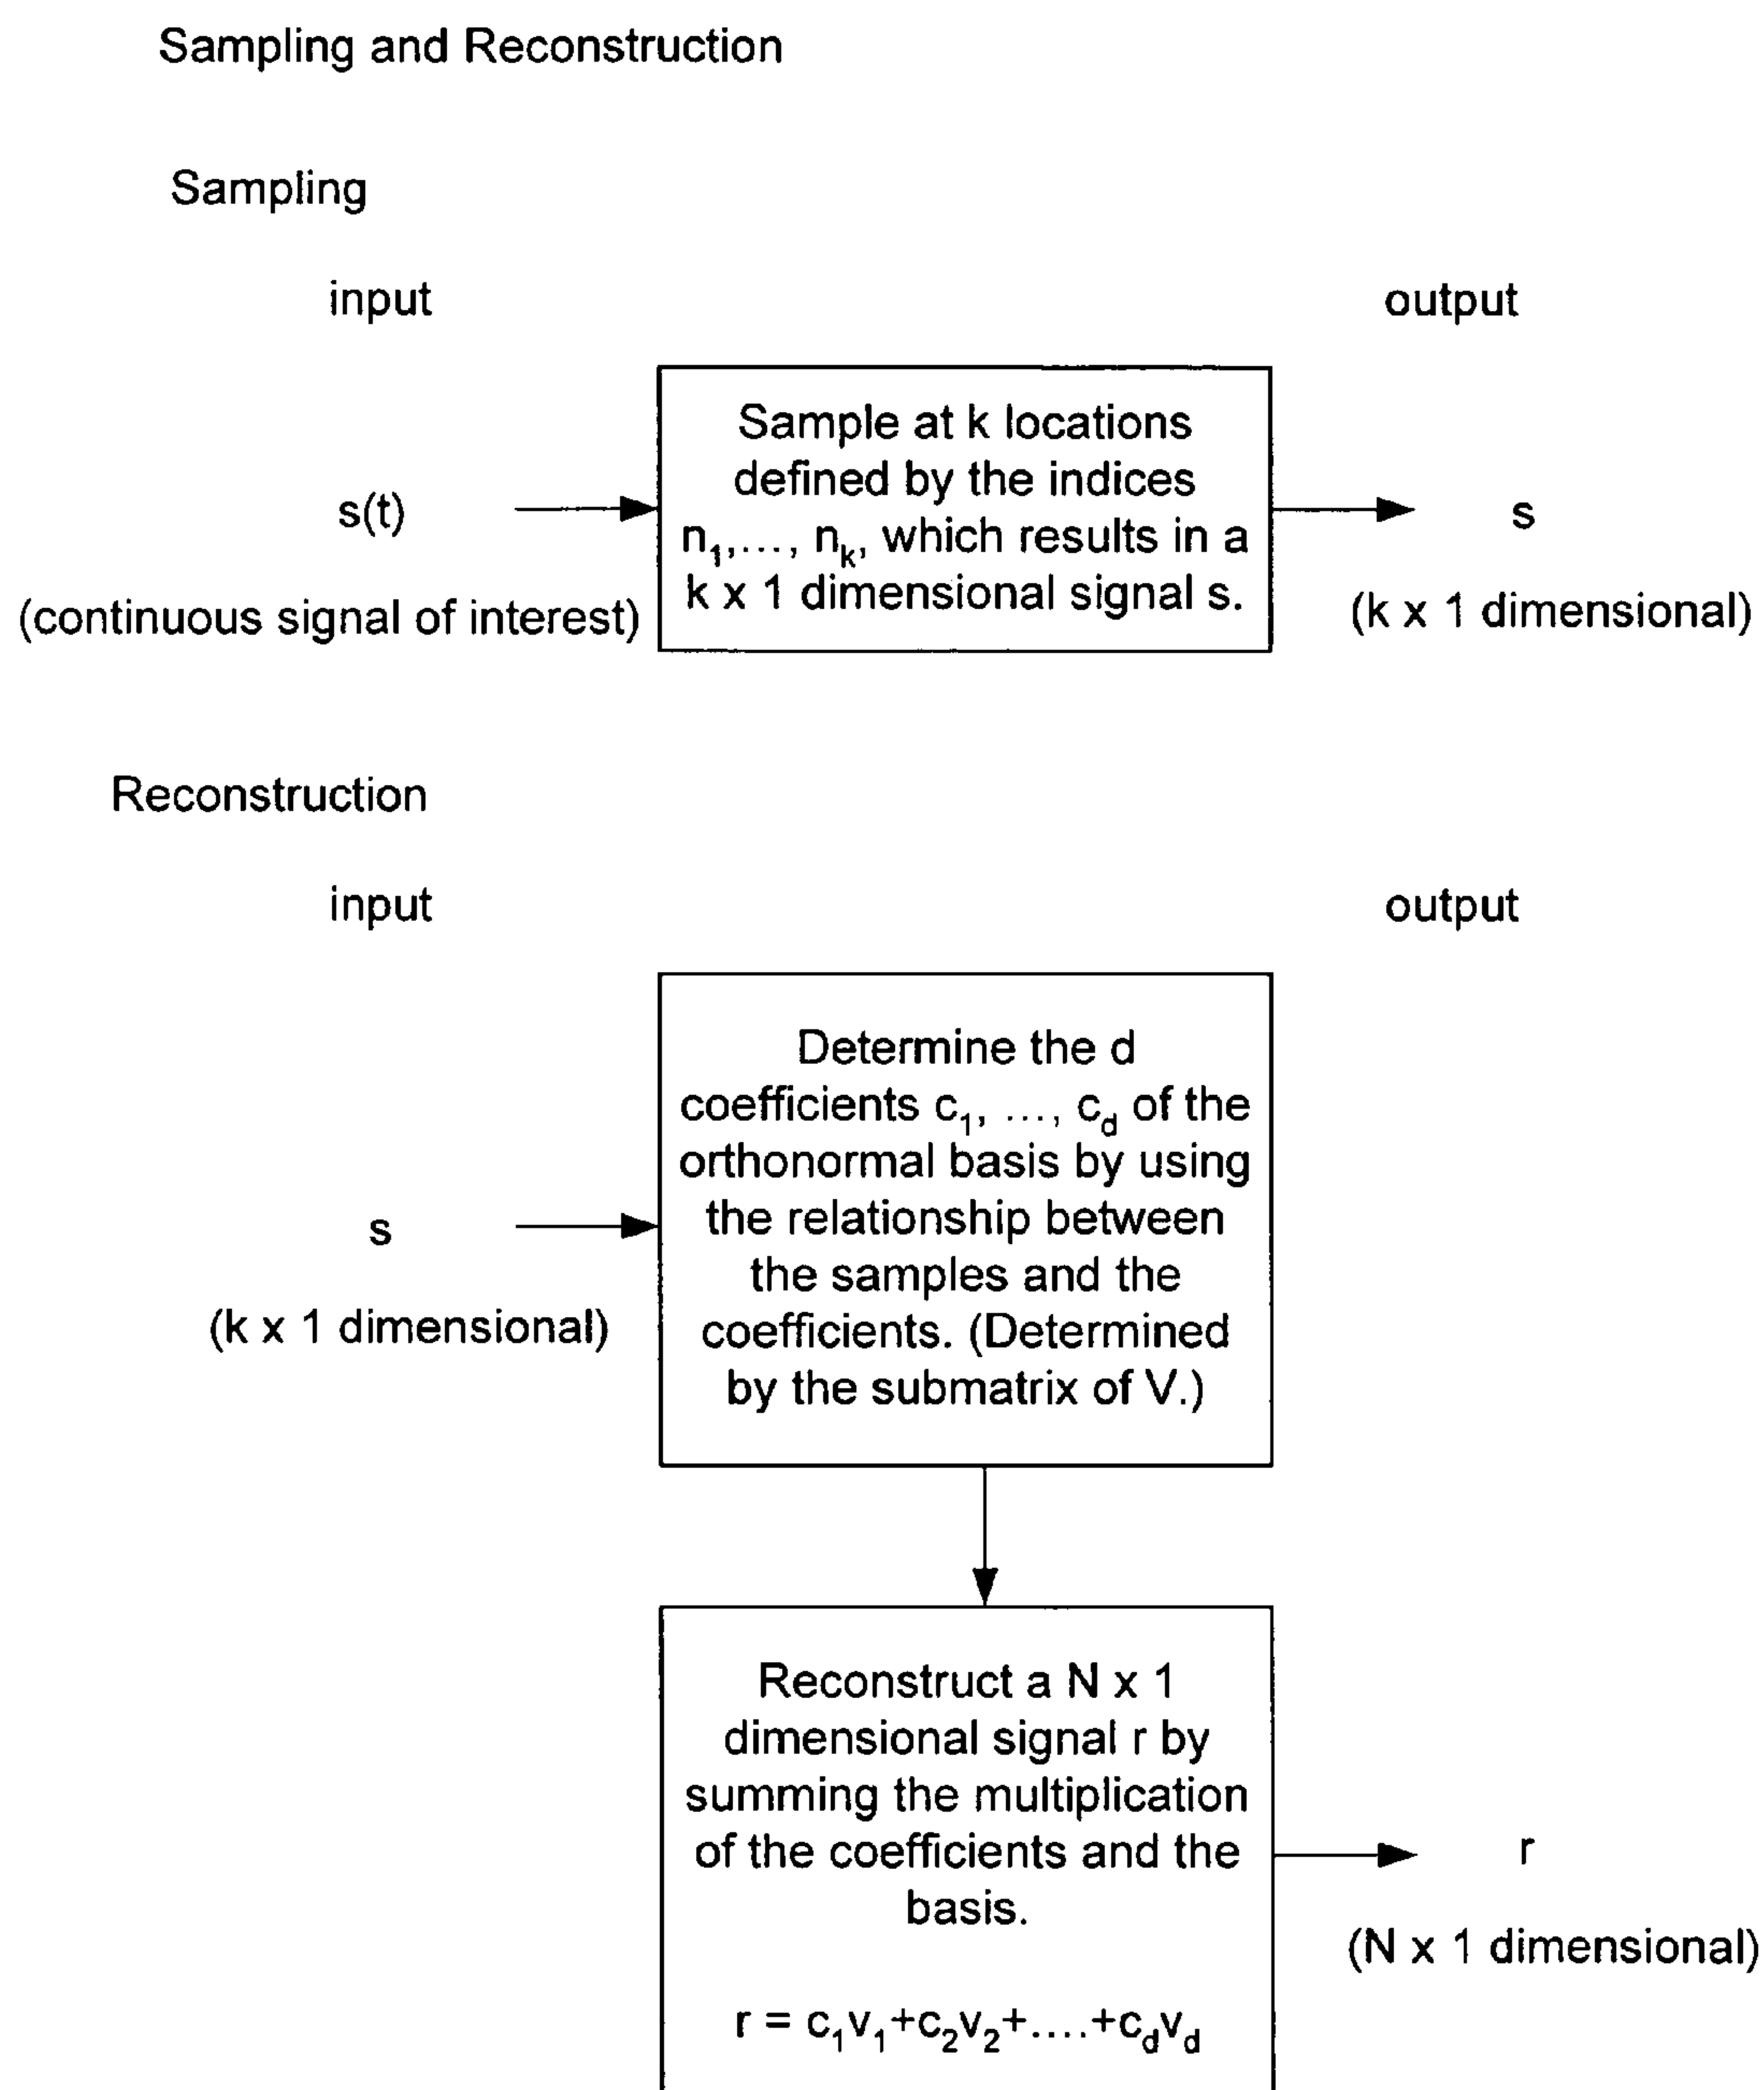 Sampling and Reconstruction
Sampling
input
output
s(t)
(continuous signal of interest)
Sample at k locations
defined by the indices
n₁,..., nₖ, which results in a
k x 1 dimensional signal s.
s
(k x 1 dimensional)
Reconstruction
input
output
s
(k x 1 dimensional)
Determine the d
coefficients c₁, ..., c_d of the
orthonormal basis by using
the relationship between
the samples and the
coefficients. (Determined
by the submatrix of V.)
Reconstruct a N x 1
dimensional signal r by
summing the multiplication
of the coefficients and the
basis.
r = c₁v₁+c₂v₂+....+c_dv_d
r
(N x 1 dimensional)